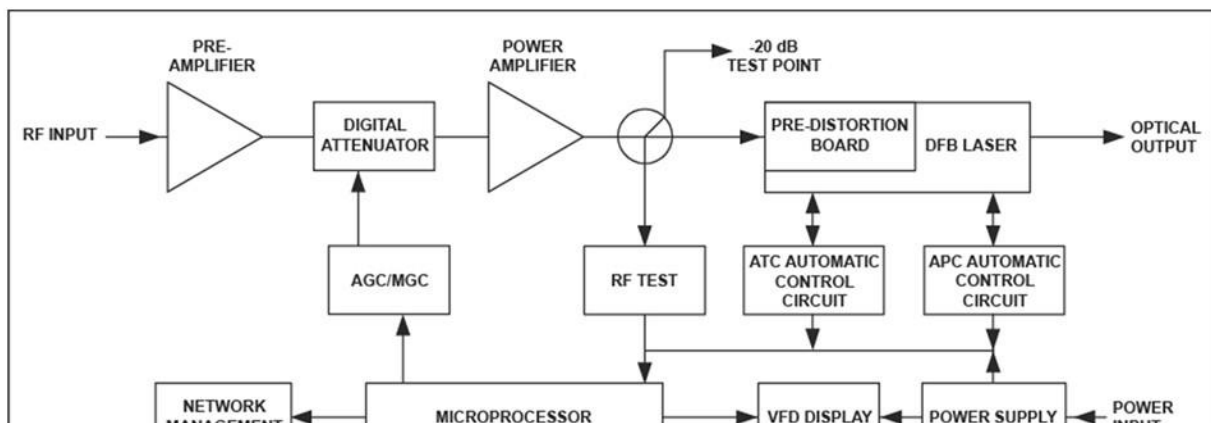 PRE-
AMPLIFIER
POWER
AMPLIFIER
-20 dB
TEST POINT
RF INPUT
DIGITAL
ATTENUATOR
PRE-DISTORTION
BOARD
DFB LASER
OPTICAL
OUTPUT
AGC/MGC
RF TEST
ATC AUTOMATIC
CONTROL
CIRCUIT
APC AUTOMATIC
CONTROL
CIRCUIT
NETWORK
MANAGEMENT
MICROPROCESSOR
VFD DISPLAY
POWER SUPPLY
POWER
INPUT